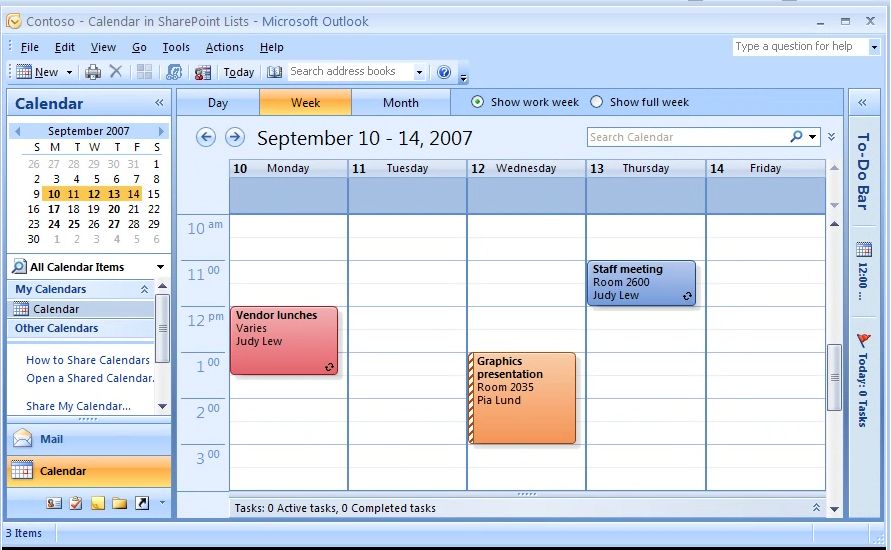 Contoso - Calendar in SharePoint Lists - Microsoft Outlook
File Edit View Go Tools Actions Help
Type a question for help
New Today Search address books
Calendar «
Day Week Month Show work week Show full week
«
September 2007
S M T W T F S
26 27 28 29 30 31 1
2 3 4 5 6 7 8
9 10 11 12 13 14 15
16 17 18 19 20 21 22
23 24 25 26 27 28 29
30 1 2 3 4 5 6
September 10 - 14, 2007
Search Calendar
10 Monday 11 Tuesday 12 Wednesday 13 Thursday 14 Friday
All Calendar Items
My Calendars
Calendar
Other Calendars
How to Share Calendars
Open a Shared Calendar.
Share My Calendar...
Mail
Calendar
10 am
11 00
12 pm
1 00
2 00
3 00
Vendor lunches
Varies
Judy Lew
Graphics
presentation
Room 2035
Pia Lund
Staff meeting
Room 2600
Judy Lew
To-Do Bar
12:00 ...
Today: 0 Tasks
Tasks: 0 Active tasks, 0 Completed tasks
3 Items